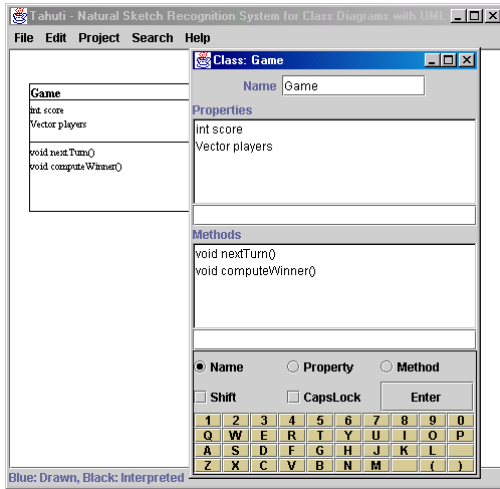 Tahuti - Natural Sketch Recognition System for Class Diagrams with UML
File Edit Project Search Help
Game
int score
Vector players
void nextTurn()
void computeWinner()
Class: Game
Name Game
Properties
int score
Vector players
Methods
void nextTurn()
void computeWinner()
Name Property Method
Shift CapsLock Enter
1 2 3 4 5 6 7 8 9 0
Q W E R T Y U I O P
A S D F G H J K L
Z X C V B N M ( )
Blue: Drawn, Black: Interpreted